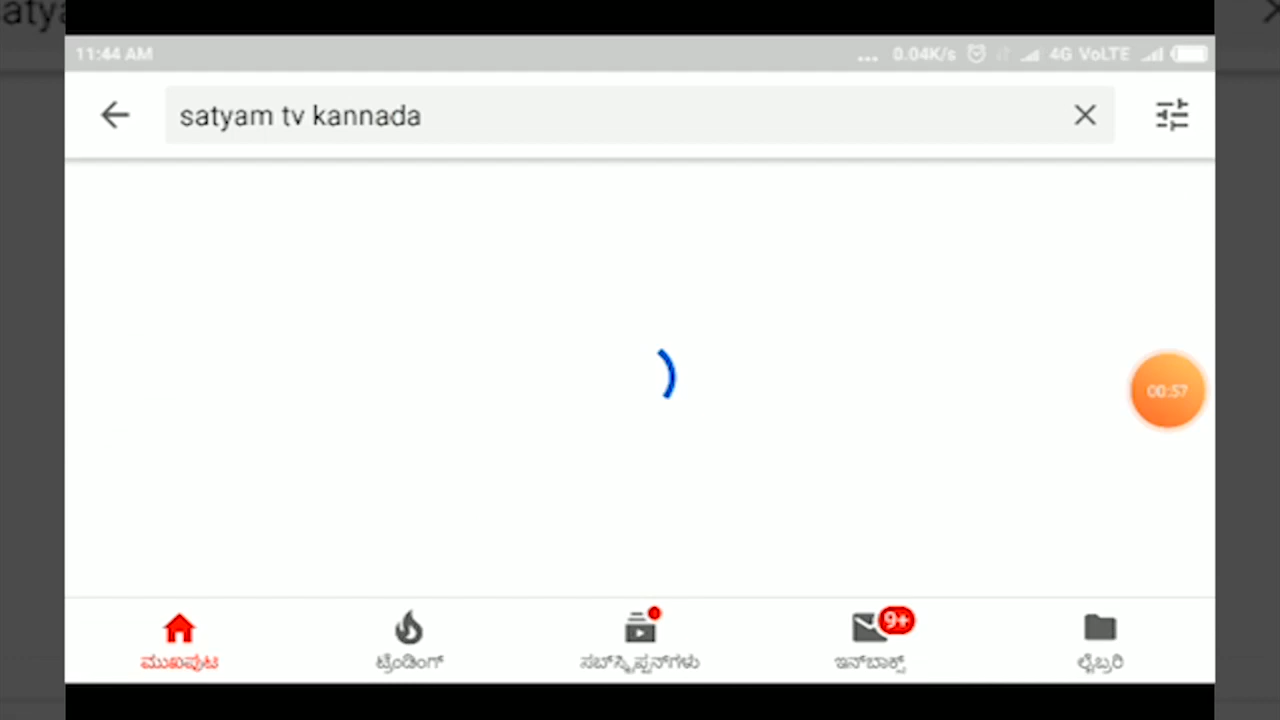 atya
11:44 AM ... 0.04K/s 4G VoLTE
satyam tv kannada
00:57
9+
ಮುಖಪುಟ ಟ್ರೆಂಡಿಂಗ್ ಸಬ್‌ಸ್ಕ್ರಿಪ್ಶನ್‌ಗಳು ಇನ್‌ಬಾಕ್ಸ್ ಲೈಬ್ರರಿ